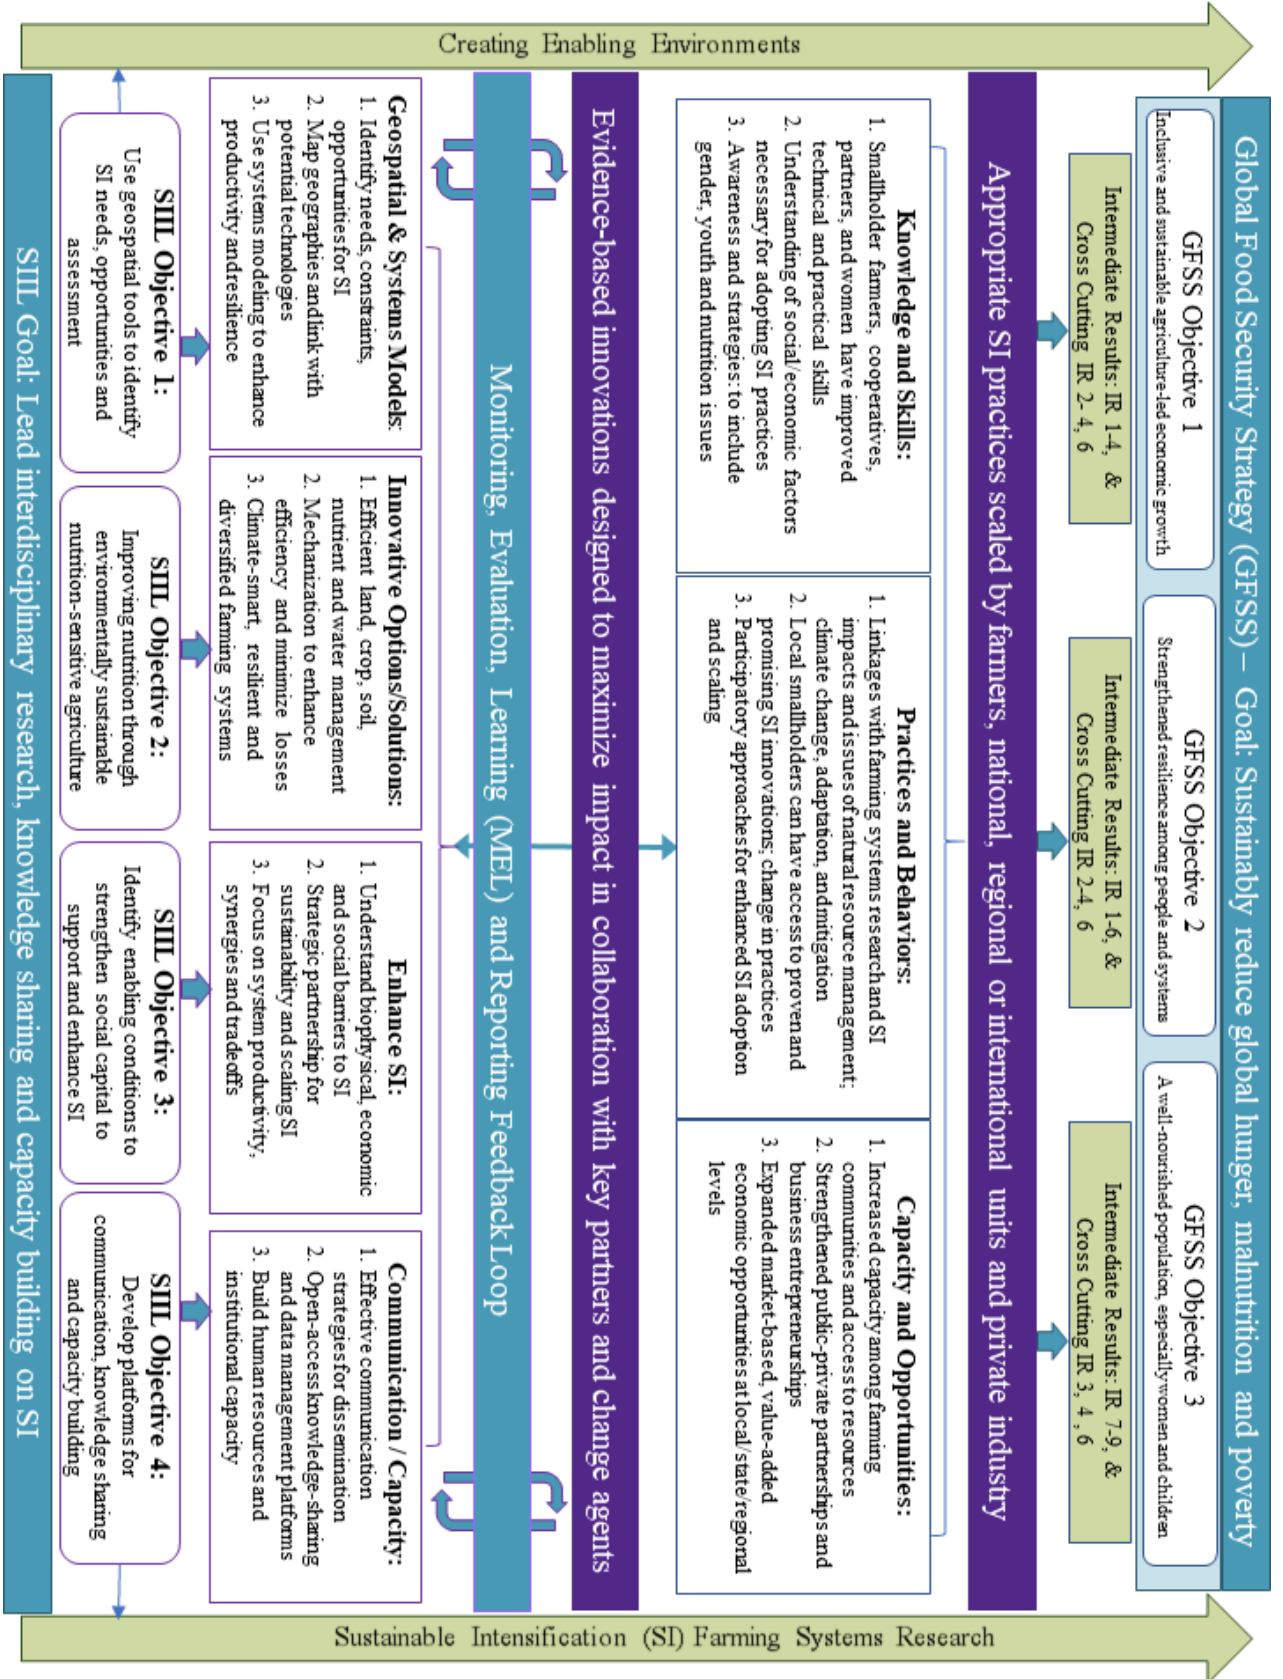 Global Food Security Strategy (GFSS) – Goal: Sustainably reduce global hunger, malnutrition and poverty
GFSS Objective 1
Inclusive and sustainable agriculture-led economic growth
GFSS Objective 2
Strengthened resilience among people and systems
GFSS Objective 3
A well-nourished population, especially women and children
Intermediate Results: IR 1-4, &
Cross Cutting IR 2- 4, 6
Intermediate Results: IR 1-6, &
Cross Cutting IR 2-4, 6
Intermediate Results: IR 7-9, &
Cross Cutting IR 3, 4 , 6
Appropriate SI practices scaled by farmers, national, regional or international units and private industry
Knowledge and Skills:
1. Smallholder farmers, cooperatives,
partners, and women have improved
technical and practical skills
2. Understanding of social/economic factors
necessary for adopting SI practices
3. Awareness and strategies: to include
gender, youth and nutrition issues
Practices and Behaviors:
1. Linkages with farming systems research and SI
impacts and issues of natural resource management;
climate change, adaptation, and mitigation
2. Local smallholders can have access to proven and
promising SI innovations; change in practices
3. Participatory approaches for enhanced SI adoption
and scaling
Capacity and Opportunities:
1. Increased capacity among farming
communities and access to resources
2. Strengthened public-private partnerships and
business entrepreneurships
3. Expanded market-based, value-added
economic opportunities at local/state/regional
levels
Evidence-based innovations designed to maximize impact in collaboration with key partners and change agents
Monitoring, Evaluation, Learning (MEL) and Reporting Feedback Loop
Geospatial & Systems Models:
1. Identify needs, constraints,
opportunities for SI
2. Map geographies and link with
potential technologies
3. Use systems modeling to enhance
productivity and resilience
Innovative Options/Solutions:
1. Efficient land, crop, soil,
nutrient and water management
2. Mechanization to enhance
efficiency and minimize losses
3. Climate-smart, resilient and
diversified farming systems
Enhance SI:
1. Understand biophysical, economic
and social barriers to SI
2. Strategic partnership for
sustainability and scaling SI
3. Focus on system productivity,
synergies and tradeoffs
Communication / Capacity:
1. Effective communication
strategies for dissemination
2. Open-access knowledge-sharing
and data management platforms
3. Build human resources and
institutional capacity
SIIL Objective 1:
Use geospatial tools to identify
SI needs, opportunities and
assessment
SIIL Objective 2:
Improving nutrition through
environmentally sustainable
nutrition-sensitive agriculture
SIIL Objective 3:
Identify enabling conditions to
strengthen social capital to
support and enhance SI
SIIL Objective 4:
Develop platforms for
communication, knowledge sharing
and capacity building
SIIL Goal: Lead interdisciplinary research, knowledge sharing and capacity building on SI
Creating Enabling Environments
Sustainable Intensification (SI) Farming Systems Research